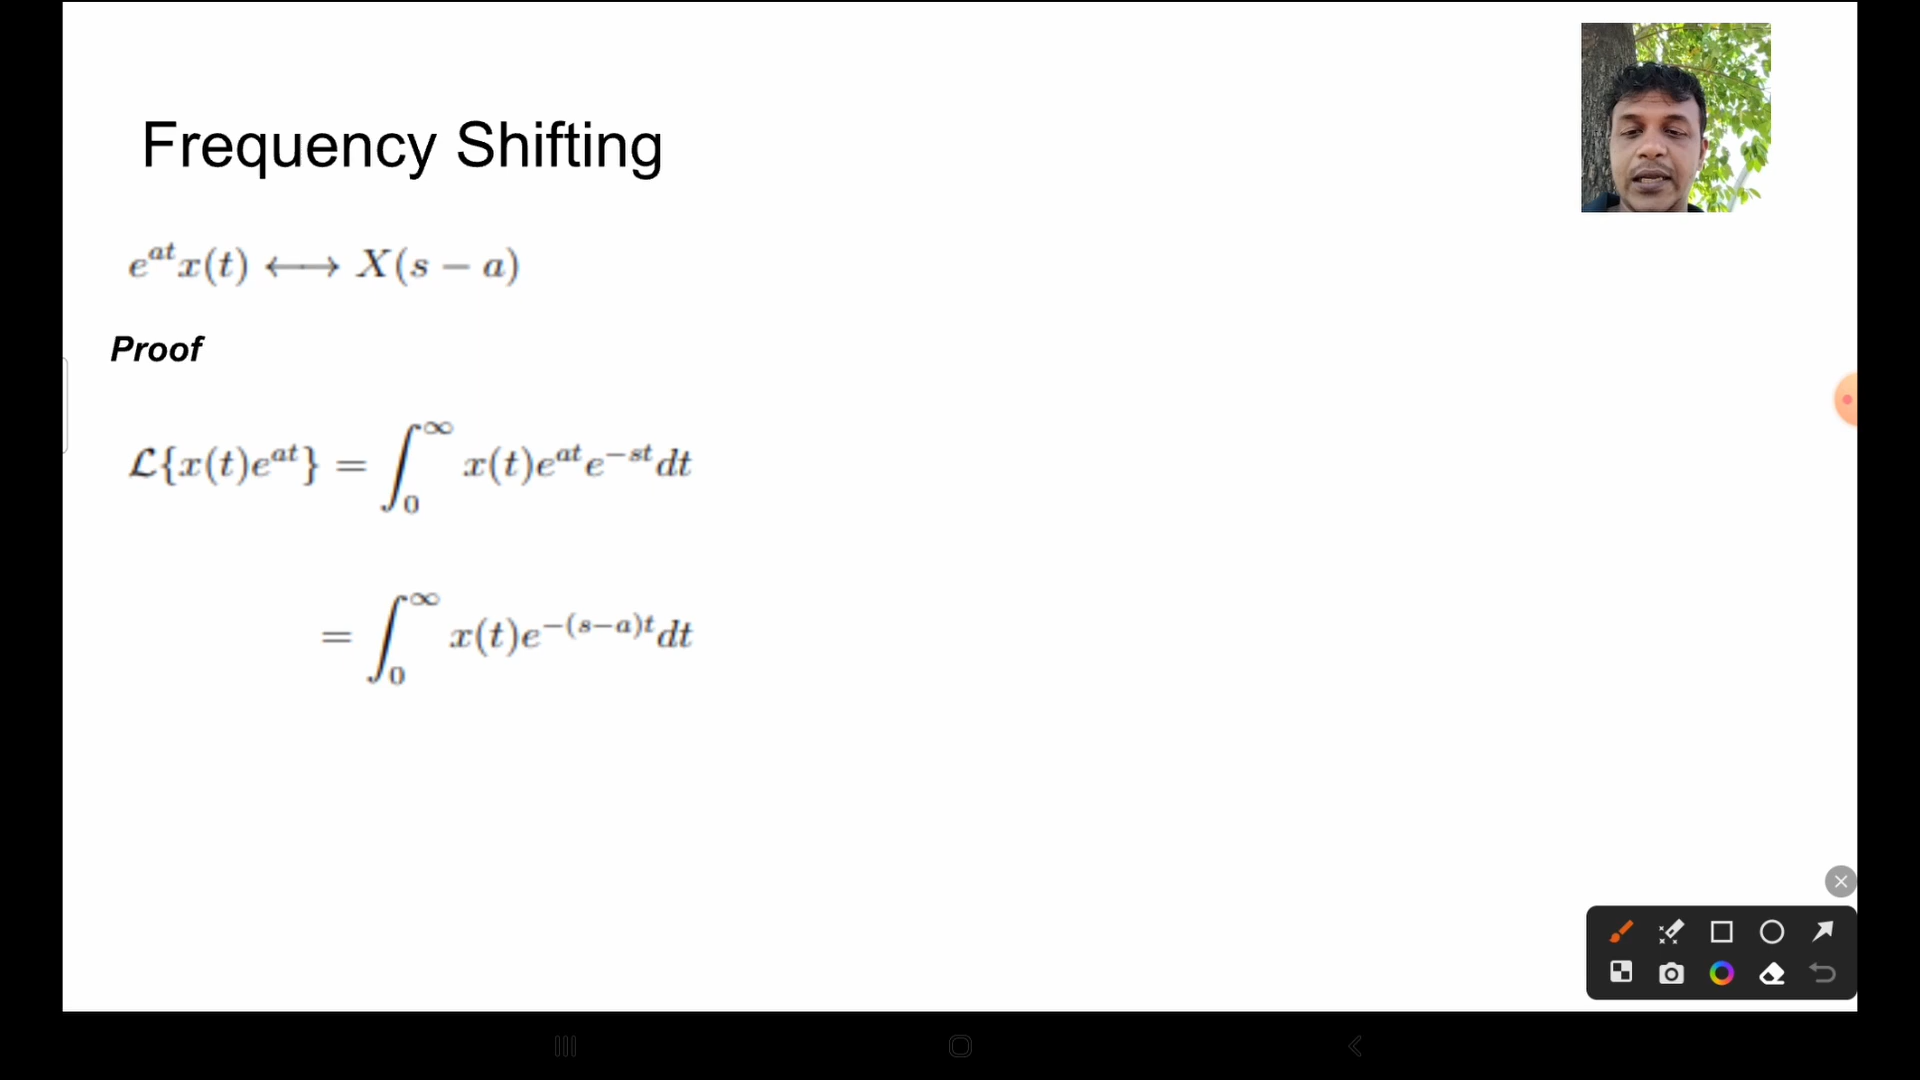 Frequency Shifting
e^{at}x(t) ⟷ X(s − a)
Proof
ℒ{x(t)e^{at}} = ∫_0^∞ x(t)e^{at}e^{−st}dt
= ∫_0^∞ x(t)e^{−(s−a)t}dt